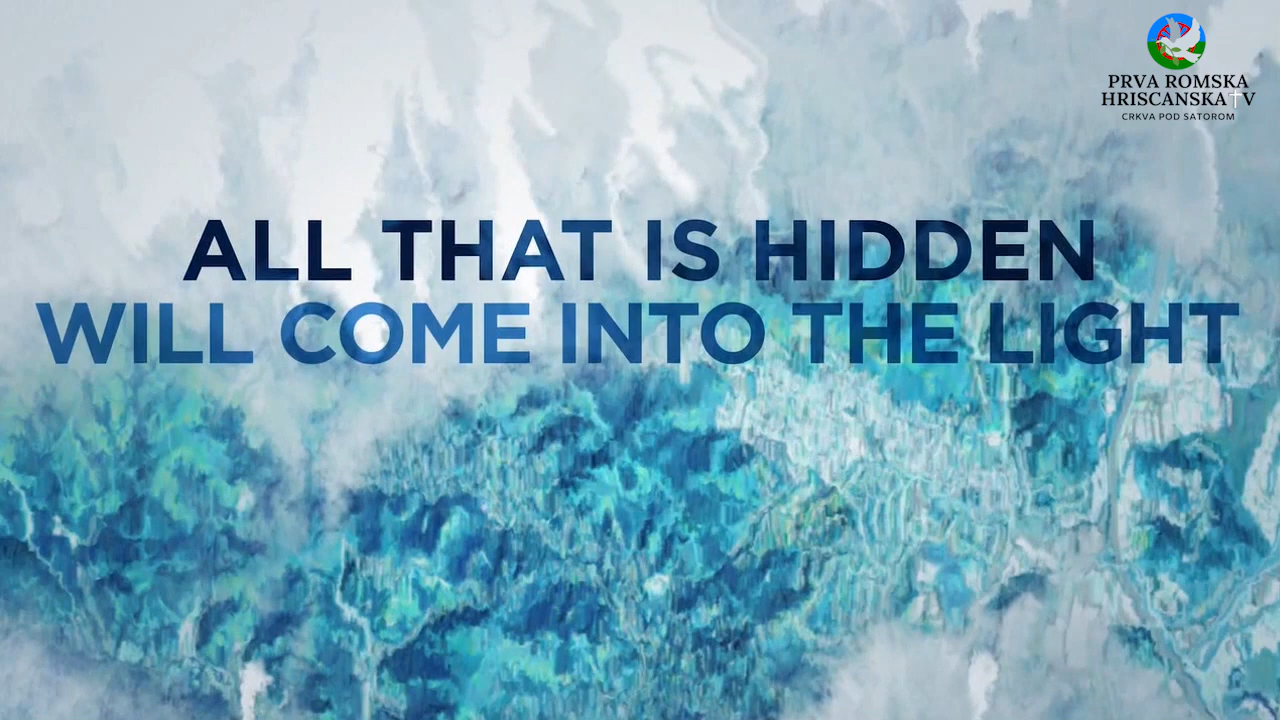 PRVA ROMSKA
HRISCANSKA TV
CRKVA POD SATOROM
ALL THAT IS HIDDEN
WILL COME INTO THE LIGHT